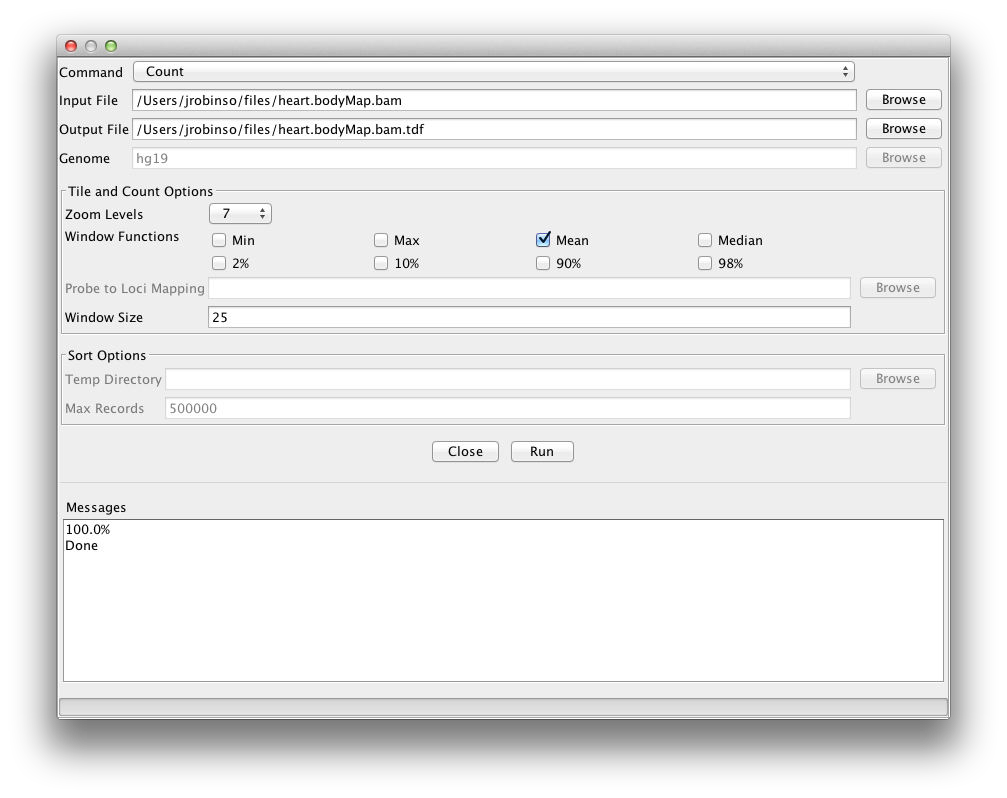 Command Count
Input File /Users/jrobinso/files/heart.bodyMap.bam Browse
Output File /Users/jrobinso/files/heart.bodyMap.bam.tdf Browse
Genome hg19 Browse
Tile and Count Options
Zoom Levels 7
Window Functions Min Max Mean Median
2% 10% 90% 98%
Probe to Loci Mapping Browse
Window Size 25
Sort Options
Temp Directory Browse
Max Records 500000
Close Run
Messages
100.0%
Done